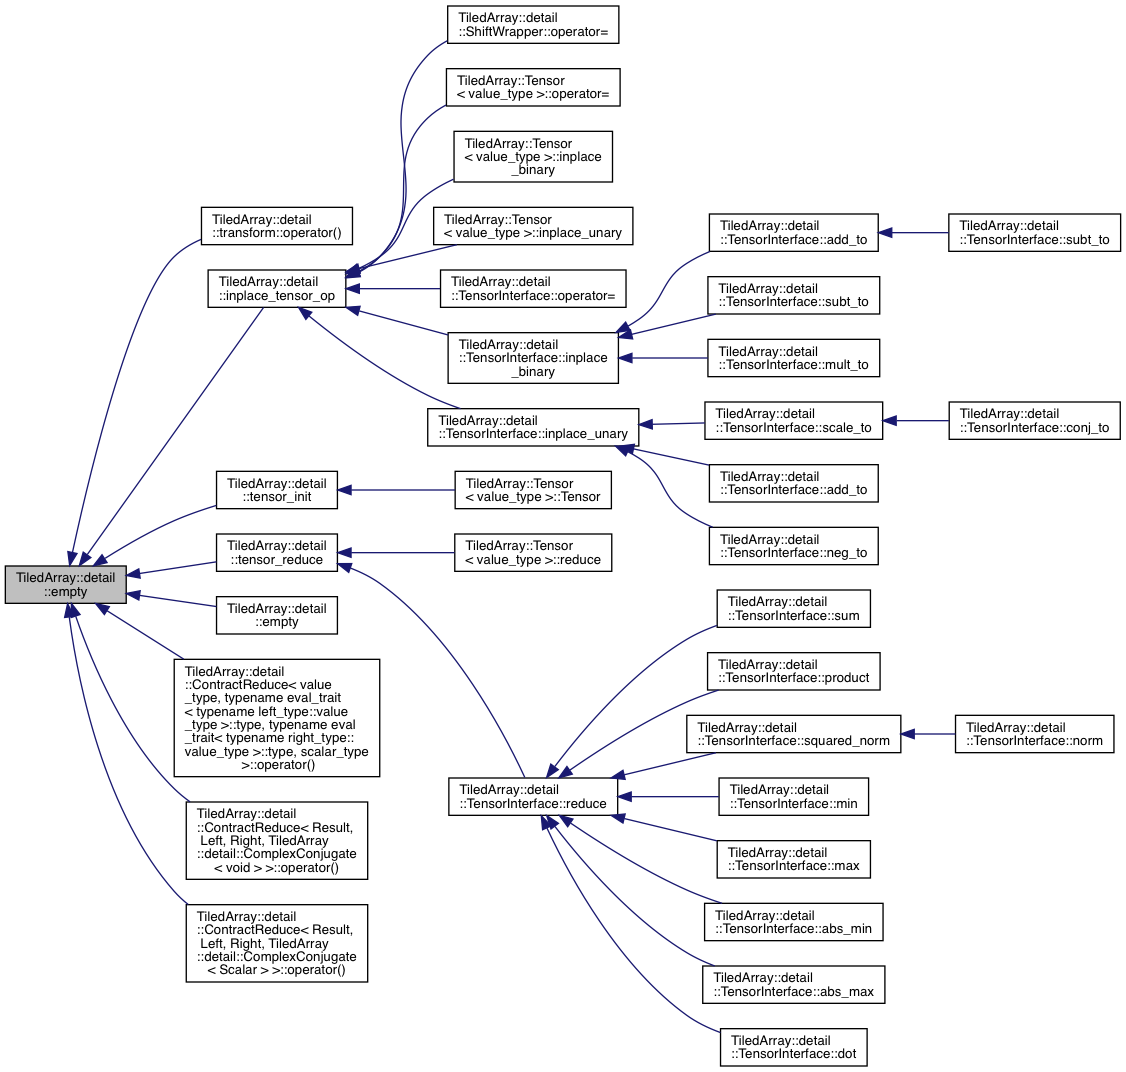 TiledArray::detail
::empty
TiledArray::detail
::transform::operator()
TiledArray::detail
::inplace_tensor_op
TiledArray::detail
::tensor_init
TiledArray::detail
::tensor_reduce
TiledArray::detail
::empty
TiledArray::detail
::ContractReduce< value
_type, typename eval_trait
< typename left_type::value
_type >::type, typename eval
_trait< typename right_type::
value_type >::type, scalar_type
>::operator()
TiledArray::detail
::ContractReduce< Result,
Left, Right, TiledArray
::detail::ComplexConjugate
< void > >::operator()
TiledArray::detail
::ContractReduce< Result,
Left, Right, TiledArray
::detail::ComplexConjugate
< Scalar > >::operator()
TiledArray::detail
::ShiftWrapper::operator=
TiledArray::Tensor
< value_type >::operator=
TiledArray::Tensor
< value_type >::inplace
_binary
TiledArray::Tensor
< value_type >::inplace_unary
TiledArray::detail
::TensorInterface::operator=
TiledArray::detail
::TensorInterface::inplace
_binary
TiledArray::detail
::TensorInterface::inplace_unary
TiledArray::Tensor
< value_type >::Tensor
TiledArray::Tensor
< value_type >::reduce
TiledArray::detail
::TensorInterface::reduce
TiledArray::detail
::TensorInterface::add_to
TiledArray::detail
::TensorInterface::subt_to
TiledArray::detail
::TensorInterface::mult_to
TiledArray::detail
::TensorInterface::scale_to
TiledArray::detail
::TensorInterface::add_to
TiledArray::detail
::TensorInterface::neg_to
TiledArray::detail
::TensorInterface::sum
TiledArray::detail
::TensorInterface::product
TiledArray::detail
::TensorInterface::squared_norm
TiledArray::detail
::TensorInterface::min
TiledArray::detail
::TensorInterface::max
TiledArray::detail
::TensorInterface::abs_min
TiledArray::detail
::TensorInterface::abs_max
TiledArray::detail
::TensorInterface::dot
TiledArray::detail
::TensorInterface::subt_to
TiledArray::detail
::TensorInterface::conj_to
TiledArray::detail
::TensorInterface::norm